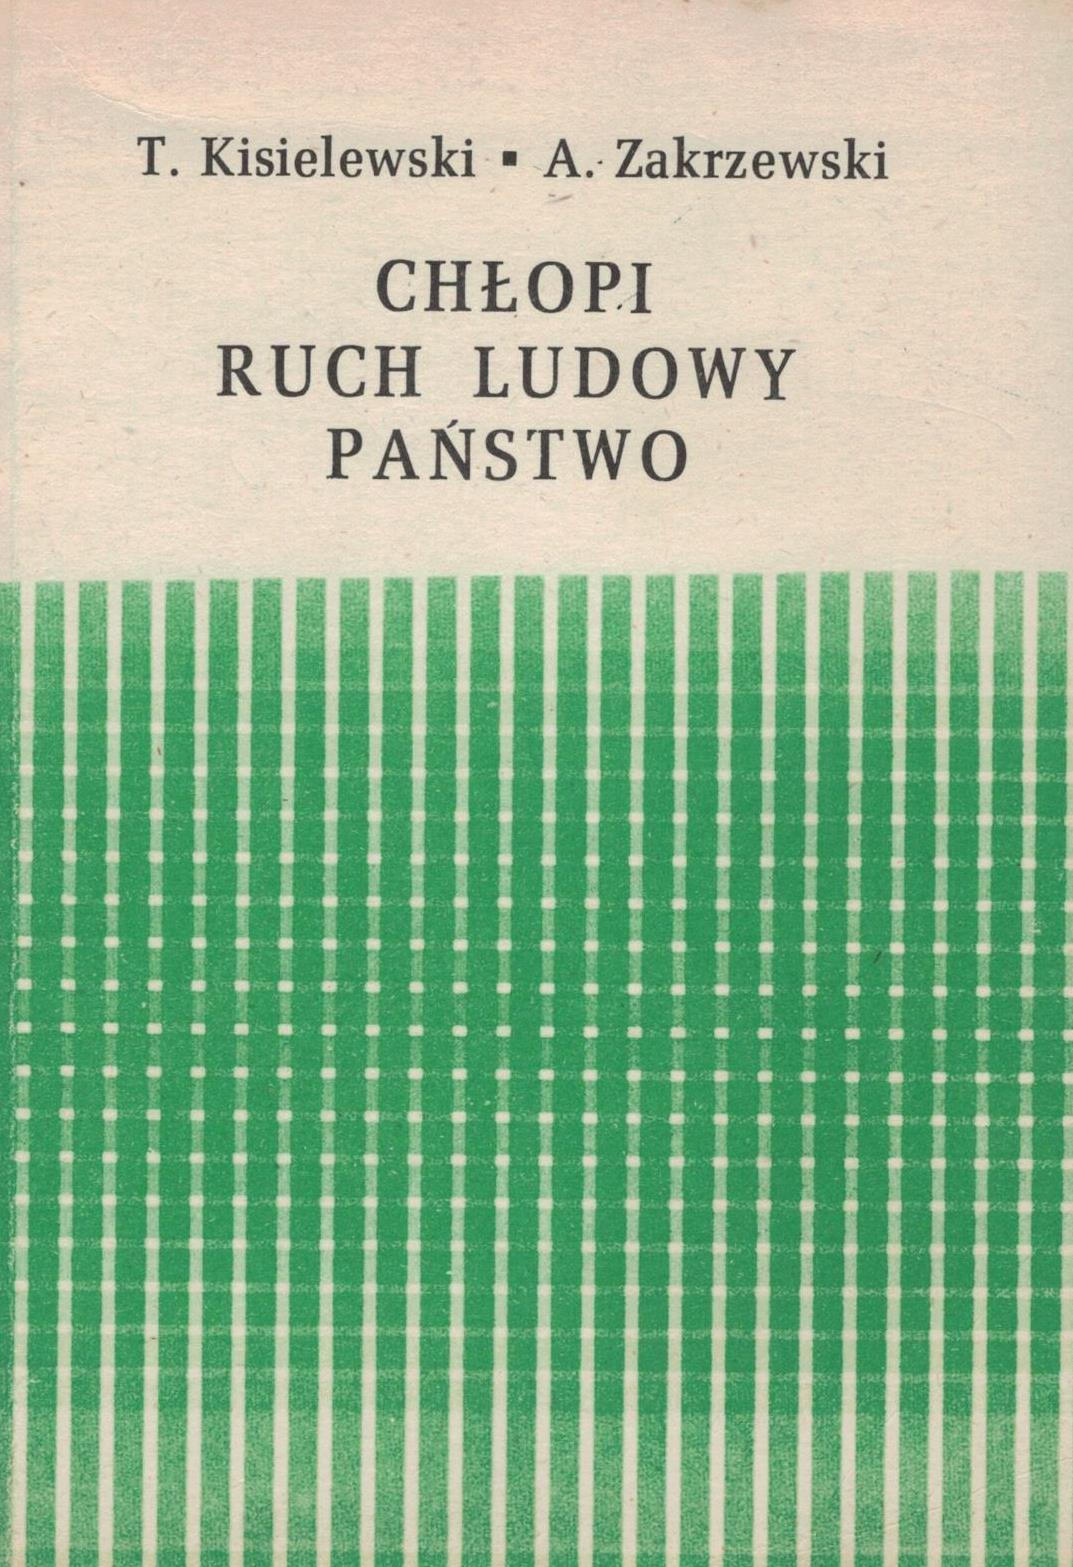 T. Kisielewski ▪ A. Zakrzewski
CHŁOPI
RUCH LUDOWY
PAŃSTWO